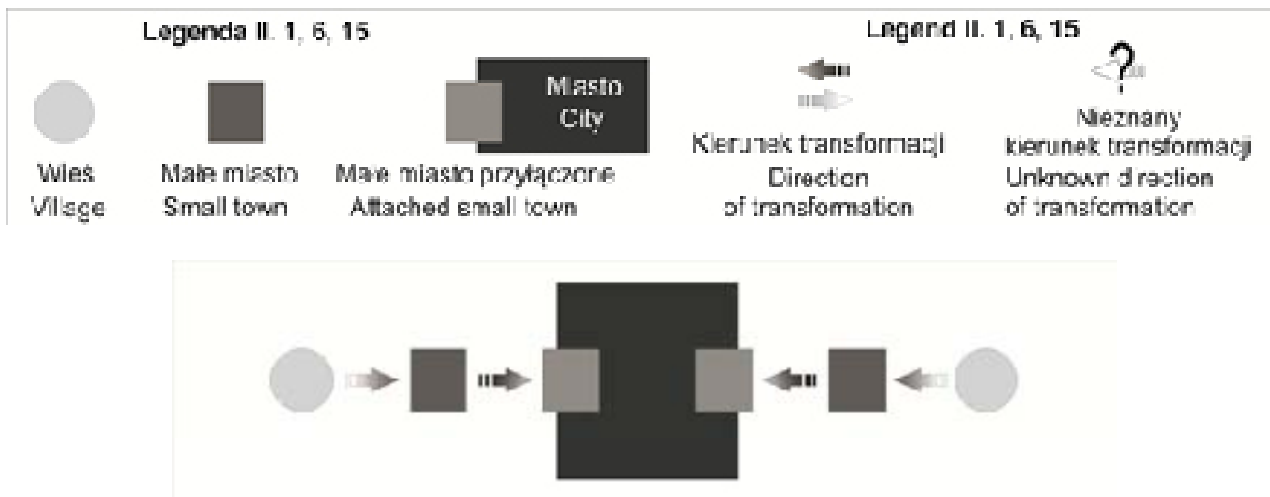 Legenda Il. 1, 6, 15
Legend Il. 1, 6, 15
Miasto
City
?
Wieś
Village
Małe miasto
Small town
Małe miasto przyłączone
Attached small town
Kierunek transformacji
Direction
of transformation
Nieznany
kierunek transformacji
Unknown direction
of transformation